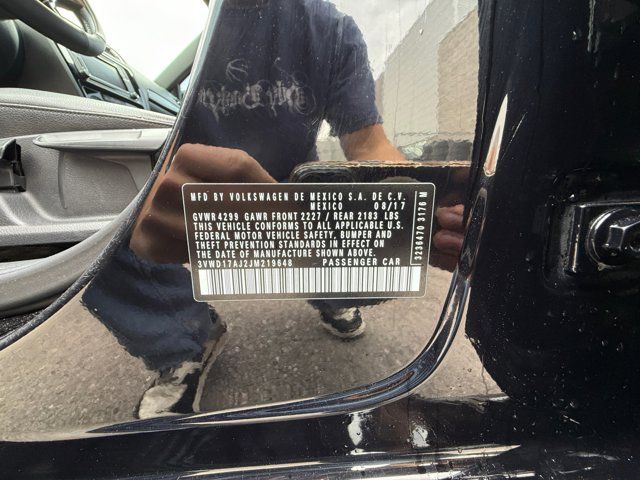 MFD BY VOLKSWAGEN DE MEXICO S.A. DE C.V.
MEXICO 08/17
GVWR 4299 GAWR FRONT 2227 / REAR 2183 LBS
THIS VEHICLE CONFORMS TO ALL APPLICABLE
FEDERAL MOTOR VEHICLE SAFETY, BUMPER AND
THEFT PREVENTION STANDARDS IN EFFECT ON
THE DATE OF MANUFACTURE SHOWN ABOVE.
3VWD17AJ2JM219648 PASSENGER CAR
3236670 3176 M